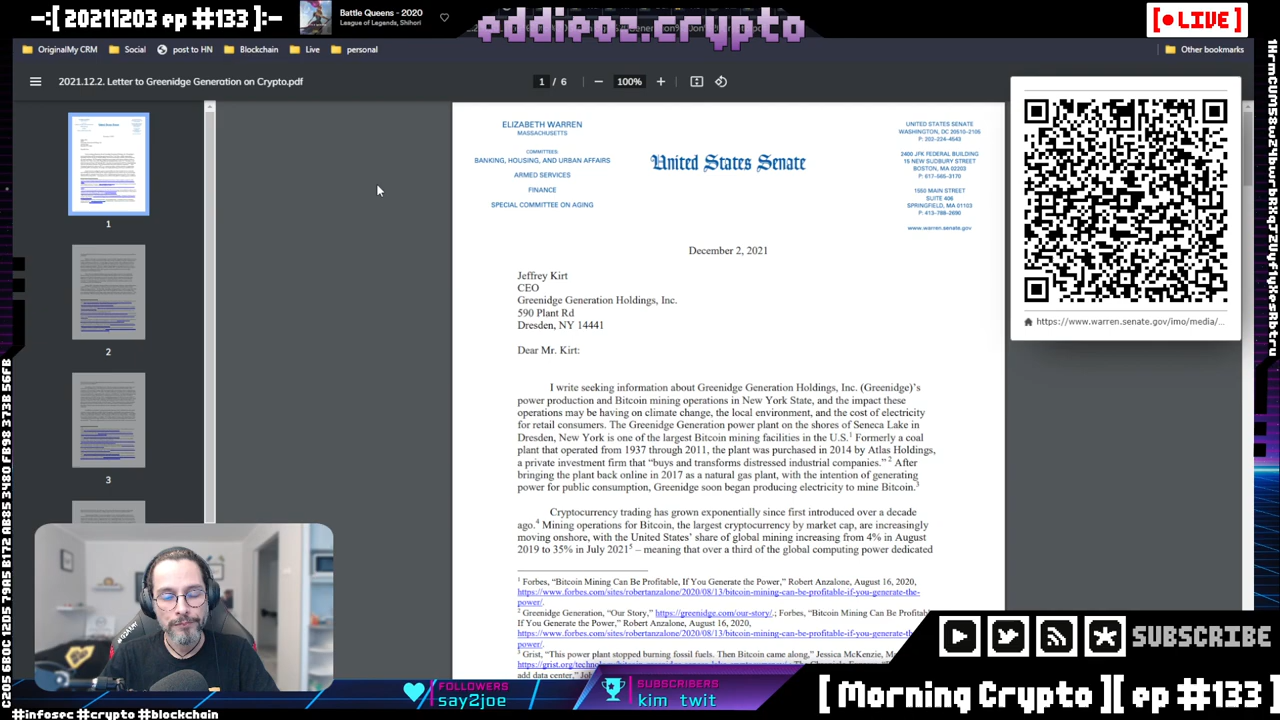 -:[ 20211203 ep #133 ]:-
Battle Queens - 2020
League of Legends, Shihori
eddifoe.crypto
[ • LIVE ]
OriginalMy CRM
Social
post to HF
Blockchain
Live
personal
Other bookmarks
2021.12.2. Letter to Greenidge Generation on Crypto.pdf
1 / 6
100%
1
2
ELIZABETH WARREN
MASSACHUSETTS
COMMITTEES:
BANKING, HOUSING, AND URBAN AFFAIRS
ARMED SERVICES
FINANCE
SPECIAL COMMITTEE ON AGING
United States Senate
UNITED STATES SENATE
WASHINGTON, DC 20510–2105
P: 202–224–4543
2400 JFK FEDERAL BUILDING
15 NEW SUDBURY STREET
BOSTON, MA 02203
P: 617–565–3170
1550 MAIN STREET
SUITE 406
SPRINGFIELD, MA 01103
P: 413–788–2690
www.warren.senate.gov
https://www.warren.senate.gov/imo/media/...
December 2, 2021
Jeffrey Kirt
CEO
Greenidge Generation Holdings, Inc.
590 Plant Rd
Dresden, NY 14441
Dear Mr. Kirt:
I write seeking information about Greenidge Generation Holdings, Inc. (Greenidge)'s
power production and Bitcoin mining operations in New York State, and the impact these
operations may be having on climate change, the local environment, and the cost of electricity
for retail consumers. The Greenidge Generation power plant on the shores of Seneca Lake in
Dresden, New York is one of the largest Bitcoin mining facilities in the U.S.1 Formerly a coal
plant that operated from 1937 through 2011, the plant was purchased in 2014 by Atlas Holdings,
a private investment firm that "buys and transforms distressed industrial companies." 2 After
bringing the plant back online in 2017 as a natural gas plant, with the intention of generating
power for public consumption, Greenidge soon began producing electricity to mine Bitcoin.3
Cryptocurrency trading has grown exponentially since first introduced over a decade
ago.4 Mining operations for Bitcoin, the largest cryptocurrency by market cap, are increasingly
moving onshore, with the United States' share of global mining increasing from 4% in August
2019 to 35% in July 20215 – meaning that over a third of the global computing power dedicated
1 Forbes, "Bitcoin Mining Can Be Profitable, If You Generate the Power," Robert Anzalone, August 16, 2020,
https://www.forbes.com/sites/robertanzalone/2020/08/13/bitcoin-mining-can-be-profitable-if-you-generate-the-
power/.
2 Greenidge Generation, "Our Story," https://greenidge.com/our-story/.; Forbes, "Bitcoin Mining Can Be Profitab
If You Generate the Power," Robert Anzalone, August 16, 2020,
https://www.forbes.com/sites/robertanzalone/2020/08/13/bitcoin-mining-can-be-profitable-if-you-generate-th
power/.
3 Grist, "This power plant stopped burning fossil fuels. Then Bitcoin came along," Jessica McKenzie, M
add data center,"
SUBSCRIBE
FOLLOWERS
say2joe
SUBSCRIBERS
kim_twit
[ Morning Crypto ][ ep #133 ]